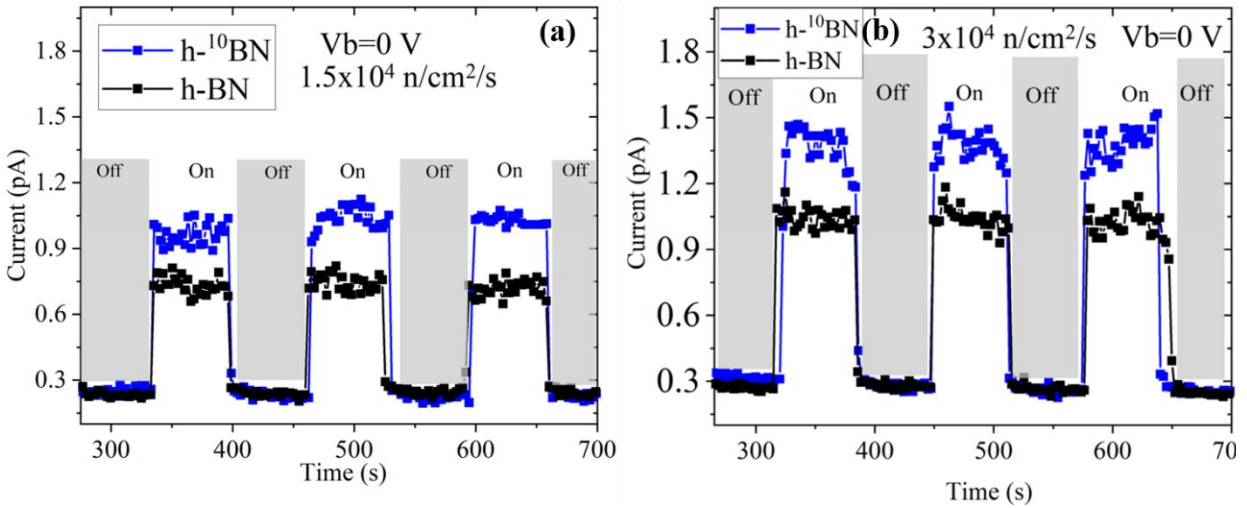 (a)
h-¹⁰BN
h-BN
Vb=0 V
1.5x10⁴ n/cm²/s
Off
On
Off
On
Off
On
Off
1.8
1.5
1.2
0.9
0.6
0.3
Current (pA)
300
400
500
600
700
Time (s)
(b)
h-¹⁰BN
h-BN
3x10⁴ n/cm²/s
Vb=0 V
Off
On
Off
On
Off
On
Off
1.8
1.5
1.2
0.9
0.6
0.3
0.0
Current (pA)
300
400
500
600
70
Time (s)